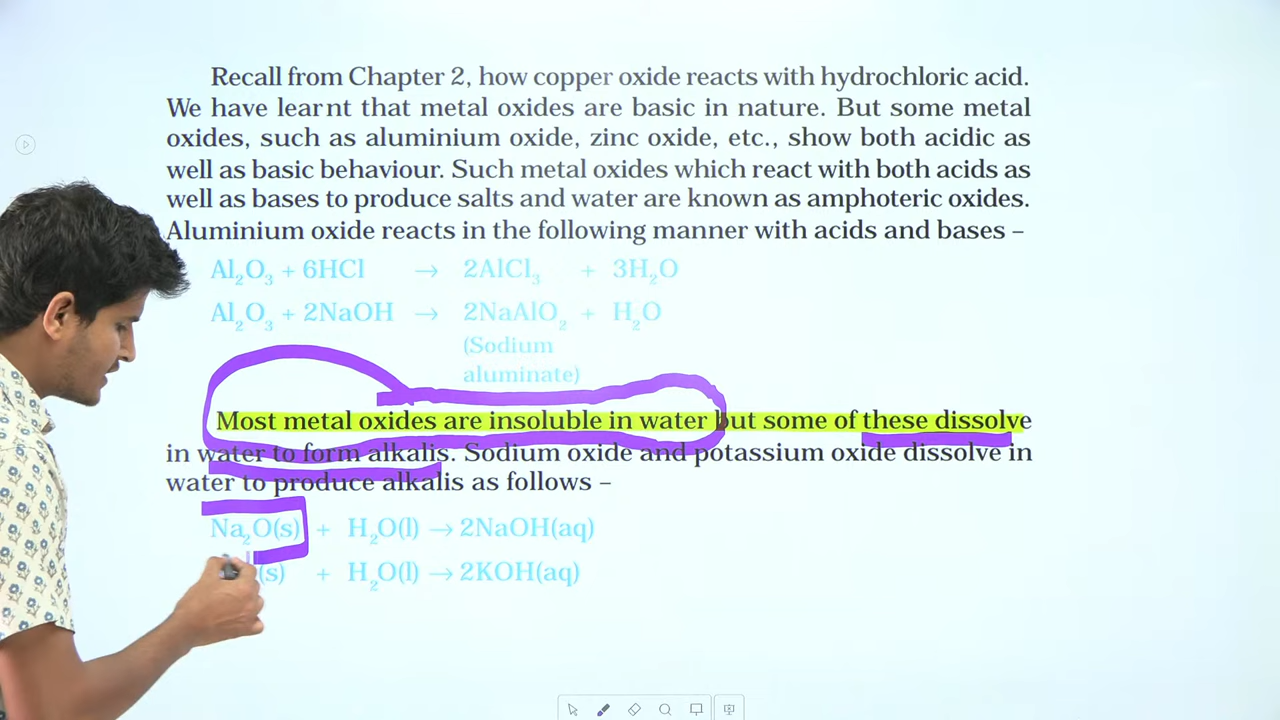 Recall from Chapter 2, how copper oxide reacts with hydrochloric acid.
We have learnt that metal oxides are basic in nature. But some metal
oxides, such as aluminium oxide, zinc oxide, etc., show both acidic as
well as basic behaviour. Such metal oxides which react with both acids as
well as bases to produce salts and water are known as amphoteric oxides.
Aluminium oxide reacts in the following manner with acids and bases –
Al₂O₃ + 6HCl → 2AlCl₃ + 3H₂O
Al₂O₃ + 2NaOH → 2NaAlO₂ + H₂O
(Sodium
aluminate)
Most metal oxides are insoluble in water but some of these dissolve
in water to form alkalis. Sodium oxide and potassium oxide dissolve in
water to produce alkalis as follows –
Na₂O(s) + H₂O(l) → 2NaOH(aq)
(s) + H₂O(l) → 2KOH(aq)